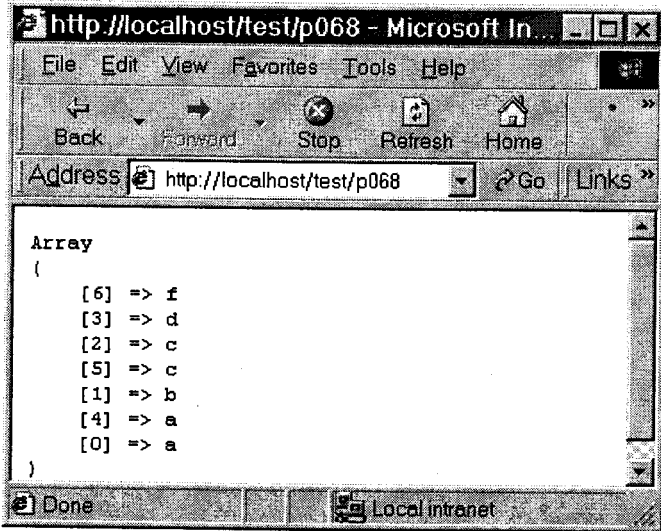 http://localhost/test/p068 - Microsoft In...
File Edit View Favorites Tools Help
Back Forward Stop Refresh Home »
Address http://localhost/test/p068 Go Links »
Array
(
[6] => f
[3] => d
[2] => c
[5] => c
[1] => b
[4] => a
[0] => a
)
Done Local intranet